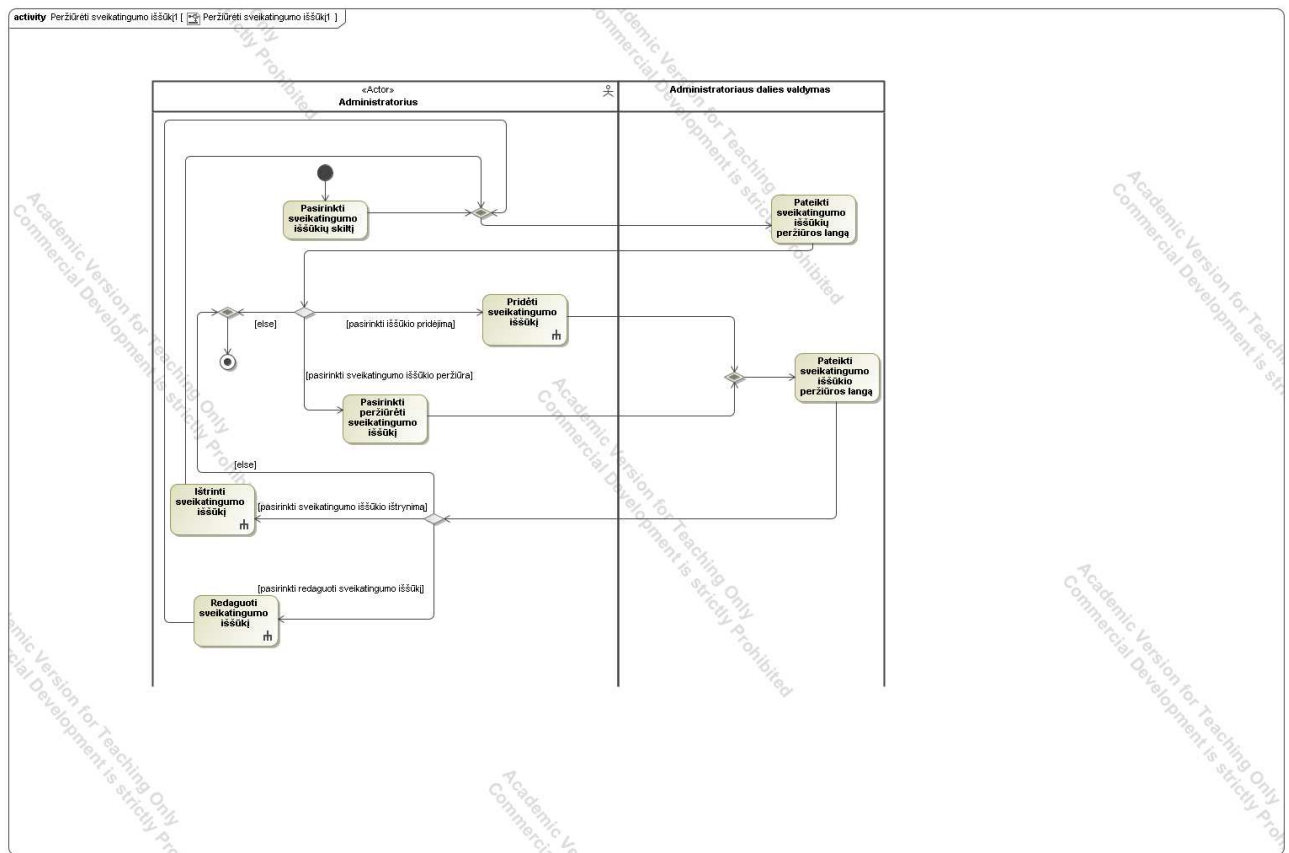 activity Peržiūrėti sveikatingumo iššūkį1 [ Peržiūrėti sveikatingumo iššūkį1 ]
«Actor»
Administratorius
Administratoriaus dalies valdymas
Pasirinkti
sveikatingumo
iššūkių skiltį
Pateikti
sveikatingumo
iššūkių
peržiūros langą
[else]
[pasirinkti iššūkio pridėjimą]
Pridėti
sveikatingumo
iššūkį
[pasirinkti sveikatingumo iššūkio peržiūra]
Pasirinkti
peržiūrėti
sveikatingumo
iššūkį
Pateikti
sveikatingumo
iššūkio
peržiūros langą
[else]
Ištrinti
sveikatingumo
iššūkį
[pasirinkti sveikatingumo iššūkio ištrynimą]
[pasirinkti redaguoti sveikatingumo iššūkį]
Redaguoti
sveikatingumo
iššūkį
Academic Version for Teaching Only
Commercial Development is strictly Prohibited